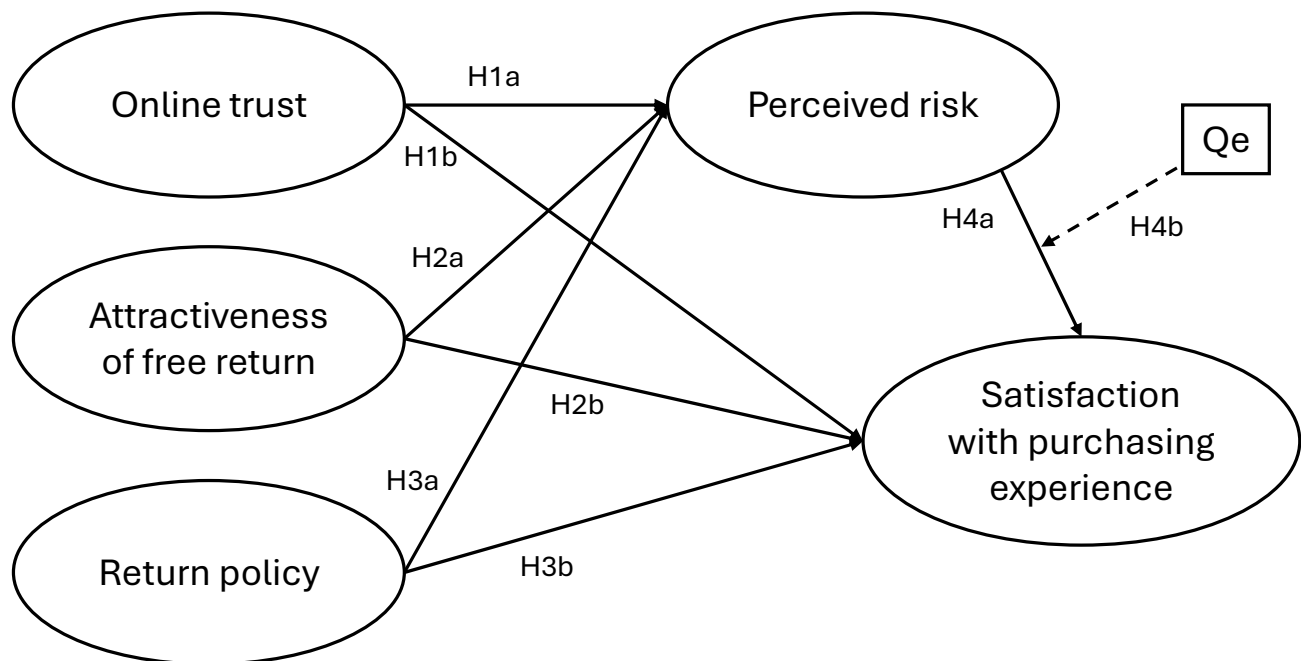 Online trust
H1a
Perceived risk
Qe
H1b
H4a
H4b
H2a
Attractiveness
of free return
H2b
Satisfaction
with purchasing
experience
H3a
Return policy
H3b